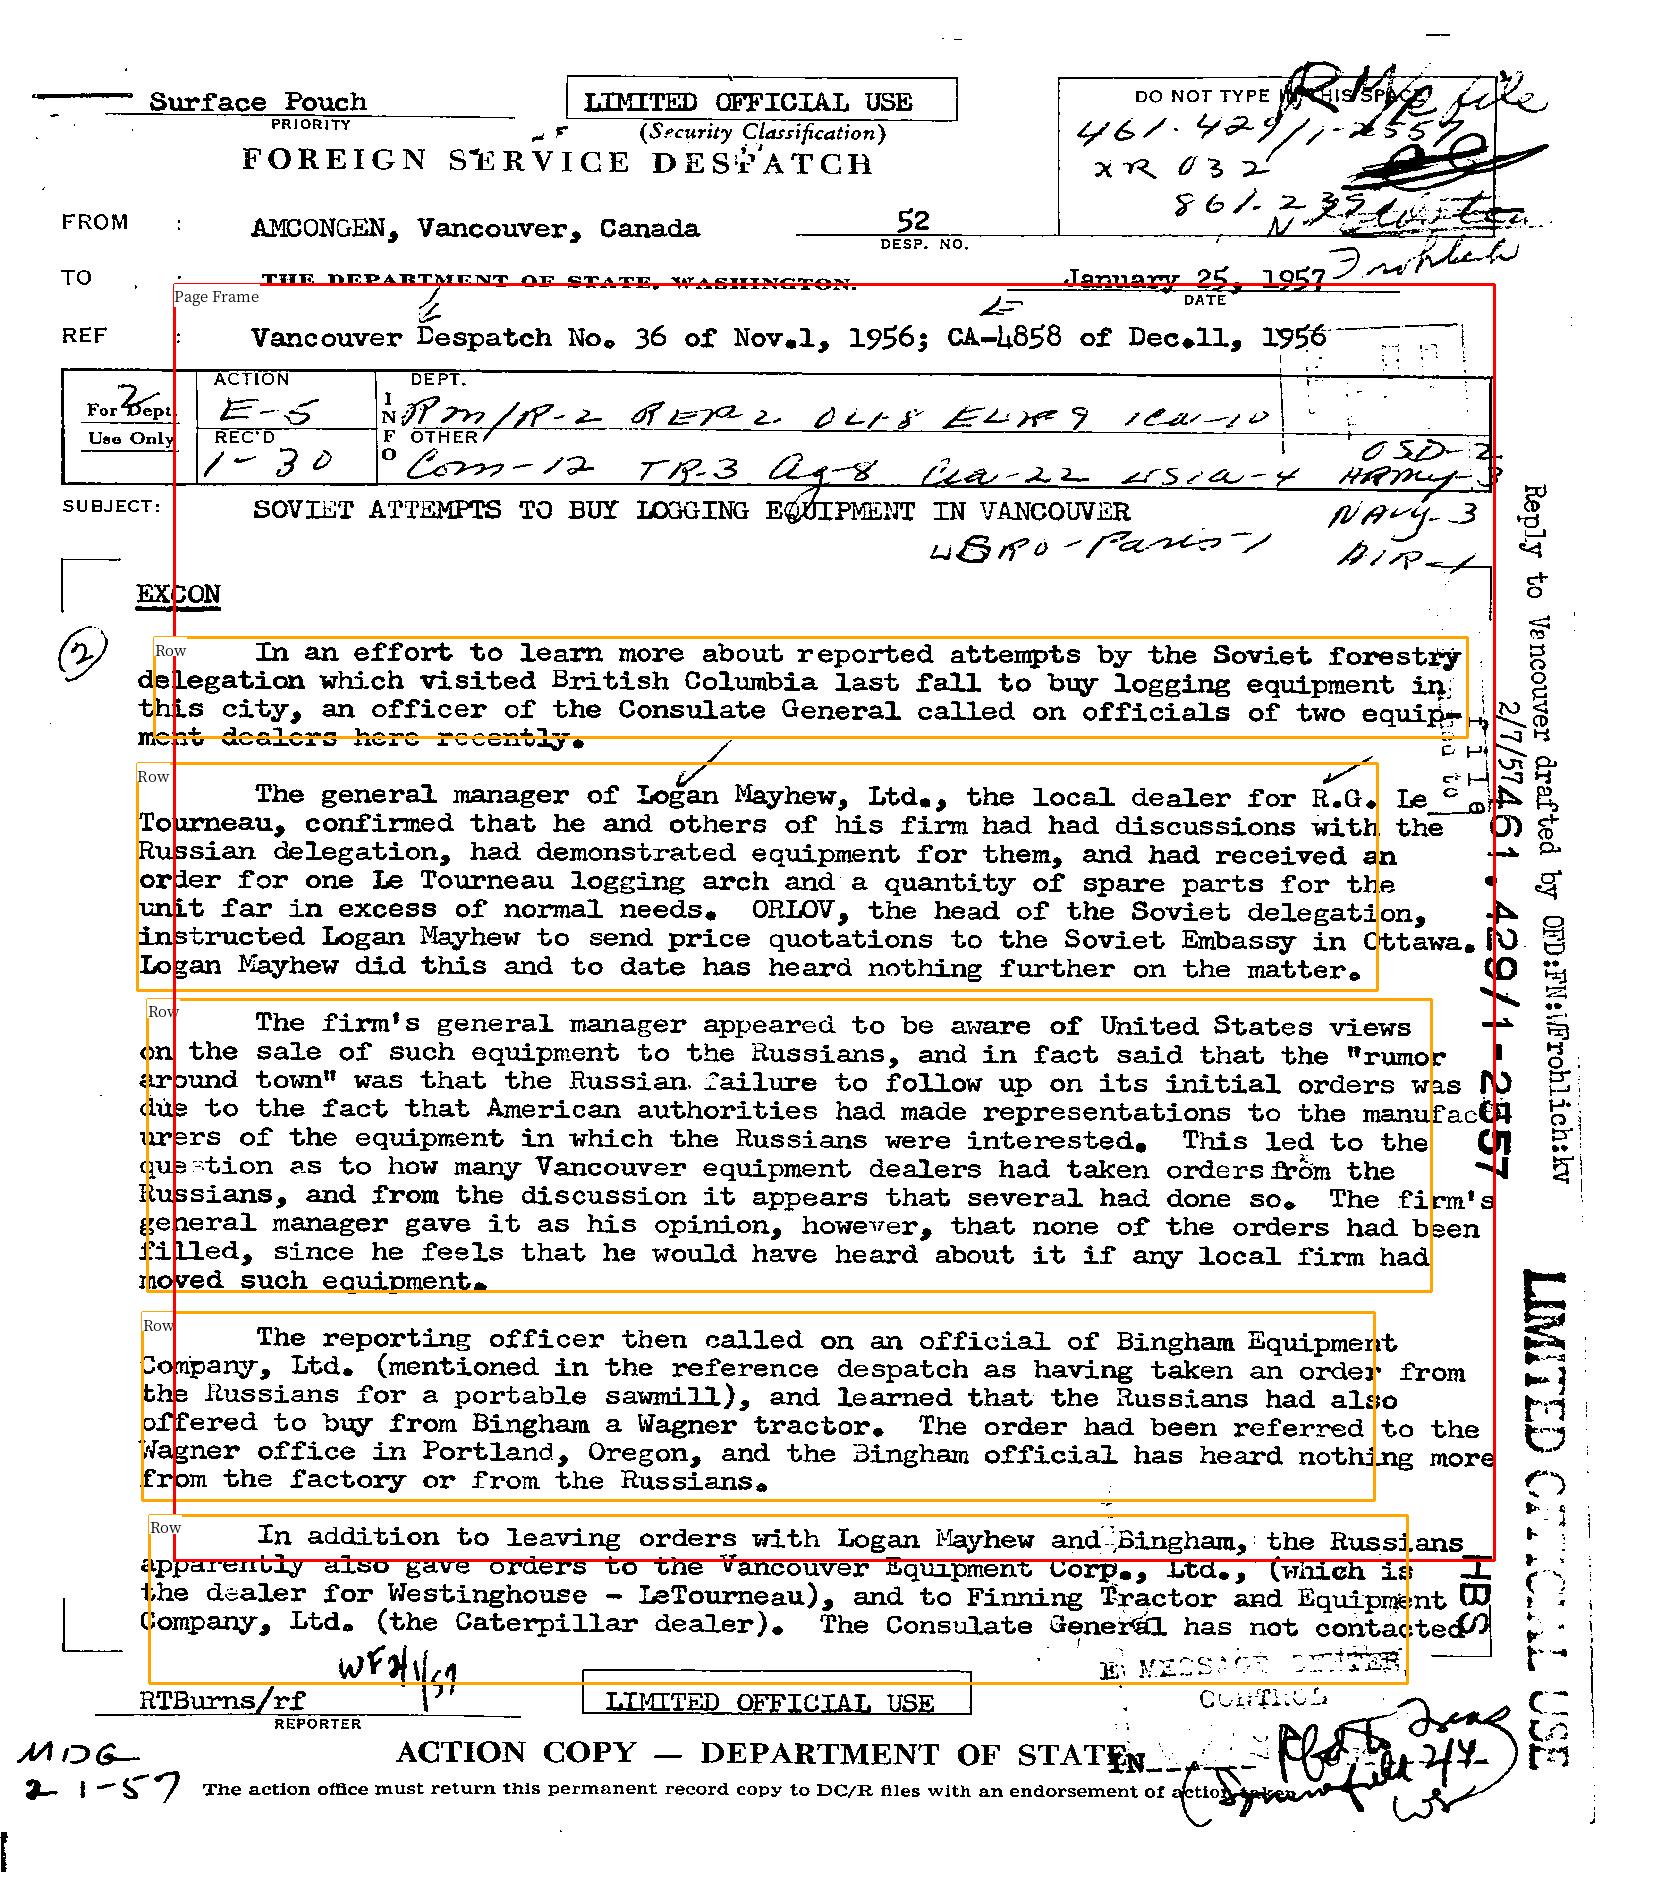 Surface Pouch
PRIORITY
LIMITED OFFICIAL USE
(Security Classification)
DO NOT TYPE IN THIS SPACE
file
461.429/1-2557
XR 032
861.235
FOREIGN SERVICE DESPATCH
FROM : AMCONGEN, Vancouver, Canada
52
DESP. NO.
Frohlich
TO : THE DEPARTMENT OF STATE, WASHINGTON.
January 25, 1957
DATE
Page Frame
REF : Vancouver Despatch No. 36 of Nov.1, 1956; CA-4858 of Dec.11, 1956
For Dept. Use Only
2
ACTION
E-5
REC'D
1-30
INFO
DEPT.
RM/R-2 REP 2 OLI 8 EUR 9 ICA-10
OTHER
Com-12 TR-3 Ag-8 CIA-22 USIA-4
OSD-2
ARMY-3
NAVY-3
AIR-1
SUBJECT: SOVIET ATTEMPTS TO BUY LOGGING EQUIPMENT IN VANCOUVER
USRO-Paris-1
EXCON
2
Row
In an effort to learn more about reported attempts by the Soviet forestry
delegation which visited British Columbia last fall to buy logging equipment in
this city, an officer of the Consulate General called on officials of two equip-
ment dealers here recently.
Row
The general manager of Logan Mayhew, Ltd., the local dealer for R.G. Le
Tourneau, confirmed that he and others of his firm had had discussions with the
Russian delegation, had demonstrated equipment for them, and had received an
order for one Le Tourneau logging arch and a quantity of spare parts for the
unit far in excess of normal needs. ORLOV, the head of the Soviet delegation,
instructed Logan Mayhew to send price quotations to the Soviet Embassy in Ottawa.
Logan Mayhew did this and to date has heard nothing further on the matter.
Row
The firm's general manager appeared to be aware of United States views
on the sale of such equipment to the Russians, and in fact said that the "rumor
around town" was that the Russian failure to follow up on its initial orders was
due to the fact that American authorities had made representations to the manufact
urers of the equipment in which the Russians were interested. This led to the
question as to how many Vancouver equipment dealers had taken orders from the
Russians, and from the discussion it appears that several had done so. The firm's
general manager gave it as his opinion, however, that none of the orders had been
filled, since he feels that he would have heard about it if any local firm had
moved such equipment.
Row
The reporting officer then called on an official of Bingham Equipment
Company, Ltd. (mentioned in the reference despatch as having taken an order from
the Russians for a portable sawmill), and learned that the Russians had also
offered to buy from Bingham a Wagner tractor. The order had been referred to the
Wagner office in Portland, Oregon, and the Bingham official has heard nothing more
from the factory or from the Russians.
Row
In addition to leaving orders with Logan Mayhew and Bingham, the Russians
apparently also gave orders to the Vancouver Equipment Corp., Ltd., (which is
the dealer for Westinghouse - LeTourneau), and to Finning Tractor and Equipment
Company, Ltd. (the Caterpillar dealer). The Consulate General has not contacted
Reply to Vancouver drafted by OFD:FN:WFrohlich:kv
2/7/57
461.429/1-2557
HBS
LIMITED OFFICIAL USE
WF 2/1/57
MESSAGE CENTER
CONTROL
RTBurns/rf
REPORTER
LIMITED OFFICIAL USE
MDG
2-1-57
ACTION COPY — DEPARTMENT OF STATE
The action office must return this permanent record copy to DC/R files with an endorsement of action taken